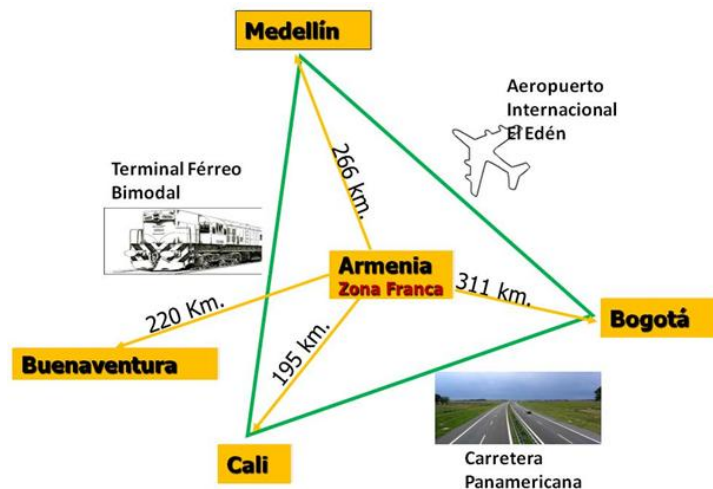 Medellín
Aeropuerto
Internacional
El Edén
Terminal Férreo
Bimodal
266 km.
Armenia
Zona Franca
311 km.
220 Km.
Bogotá
Buenaventura
195 km.
Cali
Carretera
Panamericana